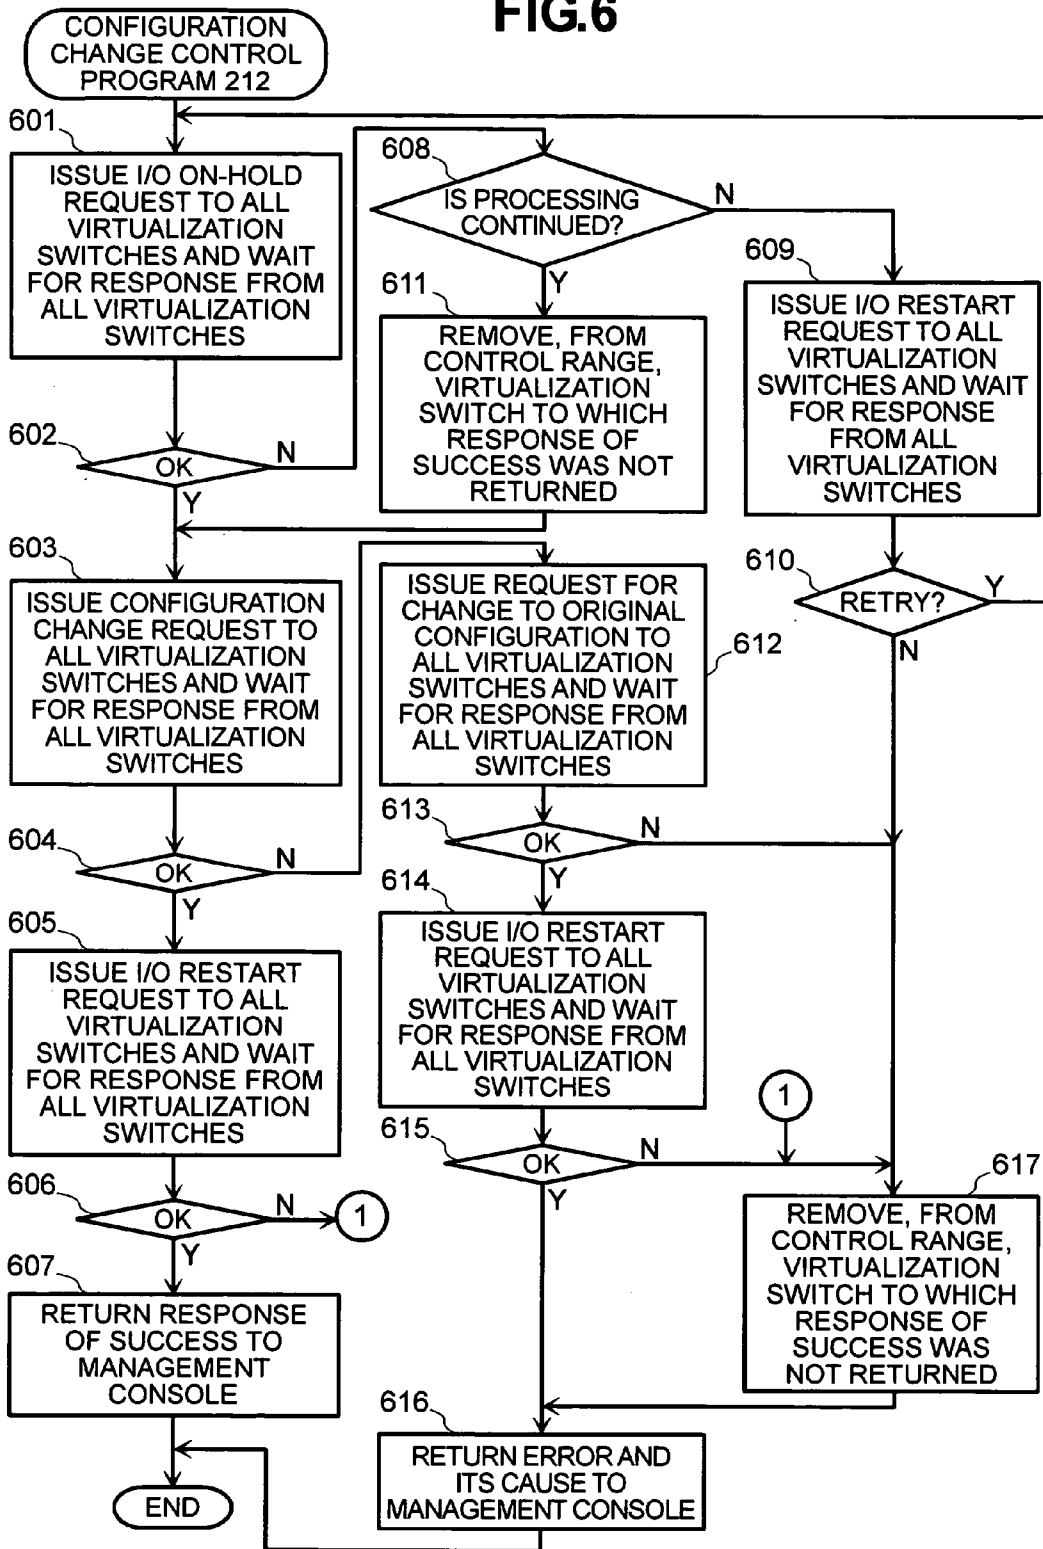 FIG.6
CONFIGURATION
CHANGE CONTROL
PROGRAM 212
601
ISSUE I/O ON-HOLD
REQUEST TO ALL
VIRTUALIZATION
SWITCHES AND WAIT
FOR RESPONSE FROM
ALL VIRTUALIZATION
SWITCHES
602
OK
N
Y
603
ISSUE CONFIGURATION
CHANGE REQUEST TO
ALL VIRTUALIZATION
SWITCHES AND WAIT
FOR RESPONSE FROM
ALL VIRTUALIZATION
SWITCHES
604
OK
N
Y
605
ISSUE I/O RESTART
REQUEST TO ALL
VIRTUALIZATION
SWITCHES AND WAIT
FOR RESPONSE FROM
ALL VIRTUALIZATION
SWITCHES
606
OK
N
1
Y
607
RETURN RESPONSE
OF SUCCESS TO
MANAGEMENT
CONSOLE
END
608
IS PROCESSING
CONTINUED?
N
Y
611
REMOVE, FROM
CONTROL RANGE,
VIRTUALIZATION
SWITCH TO WHICH
RESPONSE OF
SUCCESS WAS NOT
RETURNED
612
ISSUE REQUEST FOR
CHANGE TO ORIGINAL
CONFIGURATION TO
ALL VIRTUALIZATION
SWITCHES AND WAIT
FOR RESPONSE FROM
ALL VIRTUALIZATION
SWITCHES
613
OK
N
Y
614
ISSUE I/O RESTART
REQUEST TO ALL
VIRTUALIZATION
SWITCHES AND WAIT
FOR RESPONSE FROM
ALL VIRTUALIZATION
SWITCHES
615
OK
N
Y
1
616
RETURN ERROR AND
ITS CAUSE TO
MANAGEMENT CONSOLE
609
ISSUE I/O RESTART
REQUEST TO ALL
VIRTUALIZATION
SWITCHES AND WAIT
FOR RESPONSE
FROM ALL
VIRTUALIZATION
SWITCHES
610
RETRY?
Y
N
617
REMOVE, FROM
CONTROL RANGE,
VIRTUALIZATION
SWITCH TO WHICH
RESPONSE OF
SUCCESS WAS
NOT RETURNED